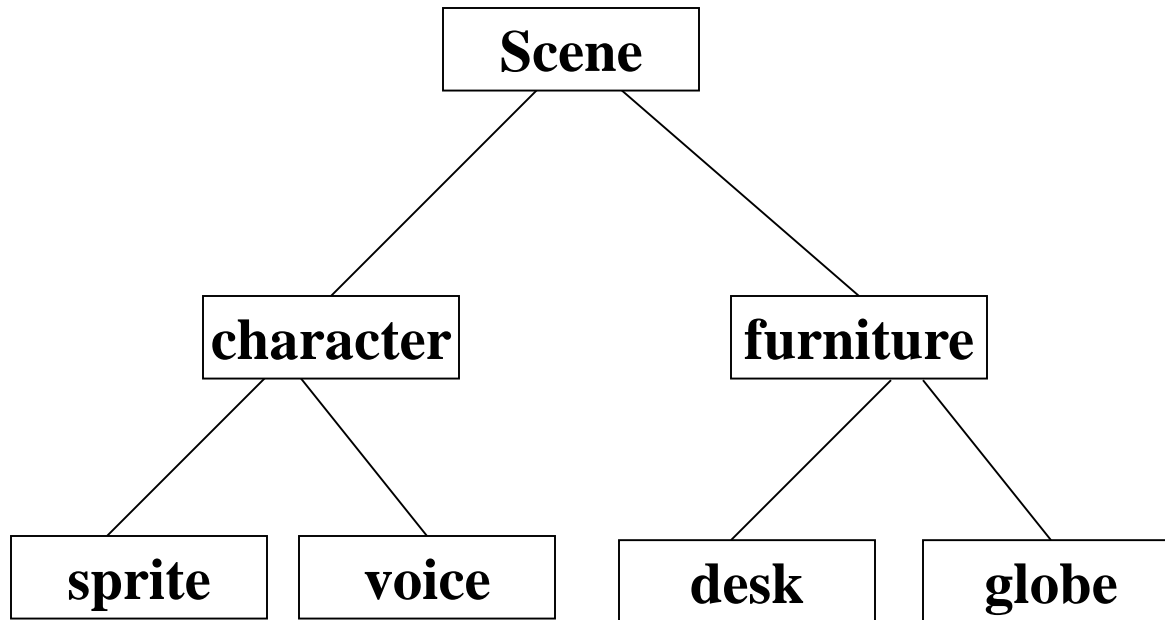 Scene
character
furniture
sprite
voice
desk
globe